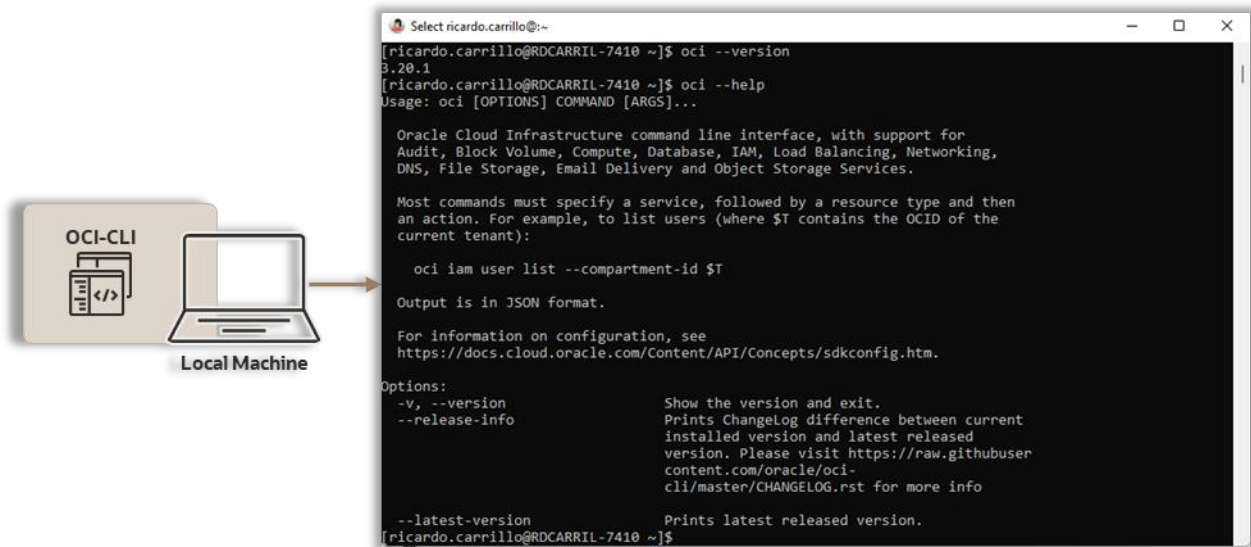 OCI-CLI
</>
Local Machine
Select ricardo.carrillo@:~
[ricardo.carrillo@RDCARRIL-7410 ~]$ oci --version
3.20.1
[ricardo.carrillo@RDCARRIL-7410 ~]$ oci --help
Usage: oci [OPTIONS] COMMAND [ARGS]...
Oracle Cloud Infrastructure command line interface, with support for
Audit, Block Volume, Compute, Database, IAM, Load Balancing, Networking,
DNS, File Storage, Email Delivery and Object Storage Services.
Most commands must specify a service, followed by a resource type and then
an action. For example, to list users (where $T contains the OCID of the
current tenant):
oci iam user list --compartment-id $T
Output is in JSON format.
For information on configuration, see
https://docs.cloud.oracle.com/Content/API/Concepts/sdkconfig.htm.
Options:
-v, --version Show the version and exit.
--release-info Prints ChangeLog difference between current
installed version and latest released
version. Please visit https://raw.githubuser
content.com/oracle/oci-
cli/master/CHANGELOG.rst for more info
--latest-version Prints latest released version.
[ricardo.carrillo@RDCARRIL-7410 ~]$